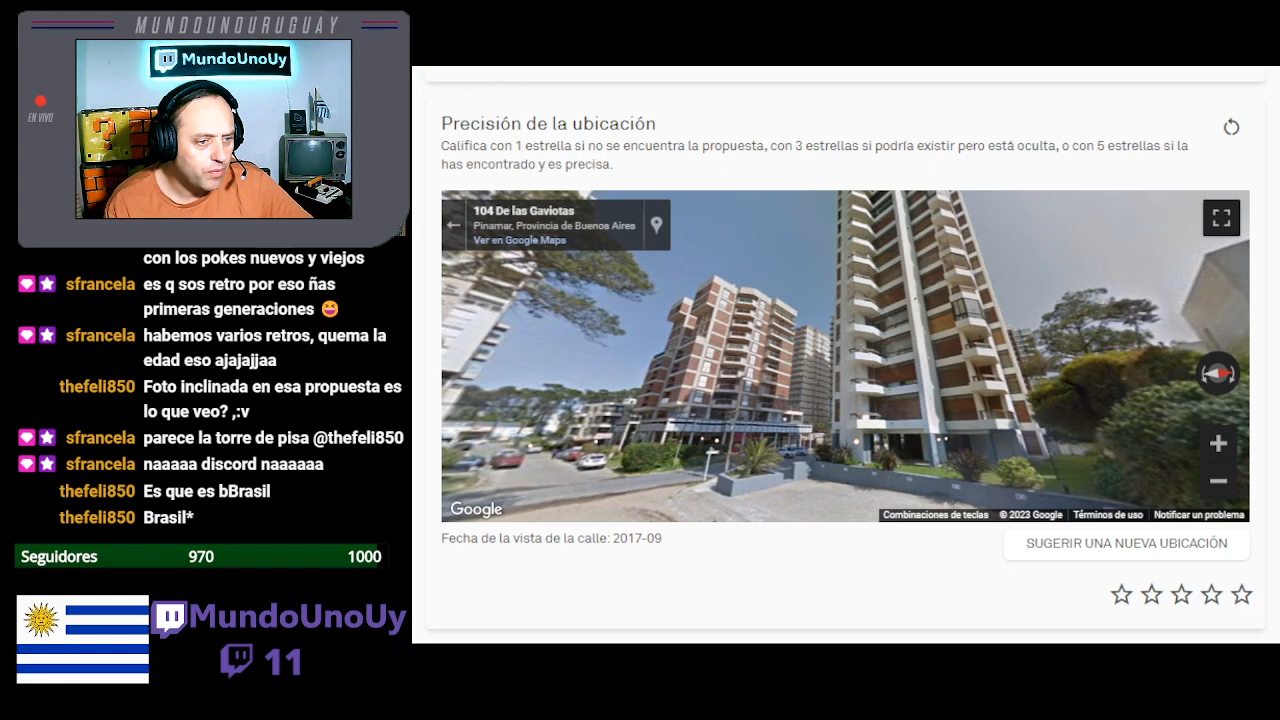 MUNDOUNOURUGUAY
MundoUnoUy
EN VIVO
con los pokes nuevos y viejos
sfrancela es q sos retro por eso ñas
primeras generaciones 😆
sfrancela habemos varios retros, quema la
edad eso ajajajjaa
thefeli850 Foto inclinada en esa propuesta es
lo que veo? ,:v
sfrancela parece la torre de pisa @thefeli850
sfrancela naaaaa discord naaaaaa
thefeli850 Es que es bBrasil
thefeli850 Brasil*
Seguidores 970 1000
MundoUnoUy
11
Precisión de la ubicación
Califica con 1 estrella si no se encuentra la propuesta, con 3 estrellas si podría existir pero está oculta, o con 5 estrellas si la
has encontrado y es precisa.
104 De las Gaviotas
Pinamar, Provincia de Buenos Aires
Ver en Google Maps
Google
Combinaciones de teclas © 2023 Google Términos de uso Notificar un problema
Fecha de la vista de la calle: 2017-09
SUGERIR UNA NUEVA UBICACIÓN